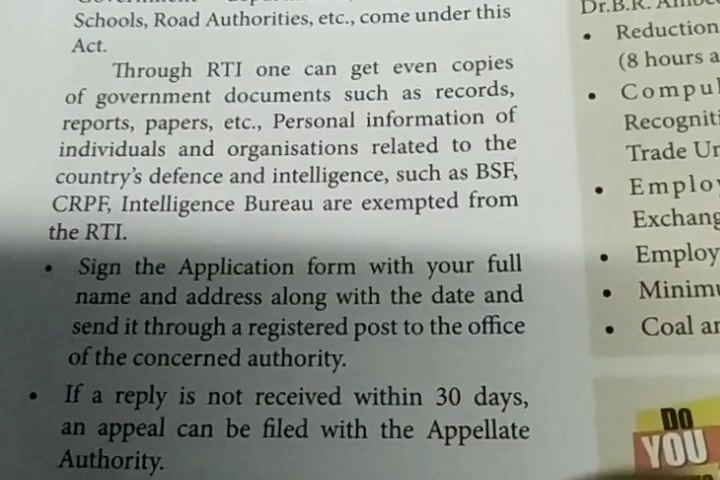 Schools, Road Authorities, etc., come under this
Act.
Through RTI one can get even copies
of government documents such as records,
reports, papers, etc., Personal information of
individuals and organisations related to the
country's defence and intelligence, such as BSF,
CRPF, Intelligence Bureau are exempted from
the RTI.
• Sign the Application form with your full
name and address along with the date and
send it through a registered post to the office
of the concerned authority.
• If a reply is not received within 30 days,
an appeal can be filed with the Appellate
Authority.
Dr.B.R.
• Reduction
(8 hours a
• Compul
Recogniti
Trade Un
• Employ
Exchang
• Employ
• Minimu
• Coal an
DO
YOU